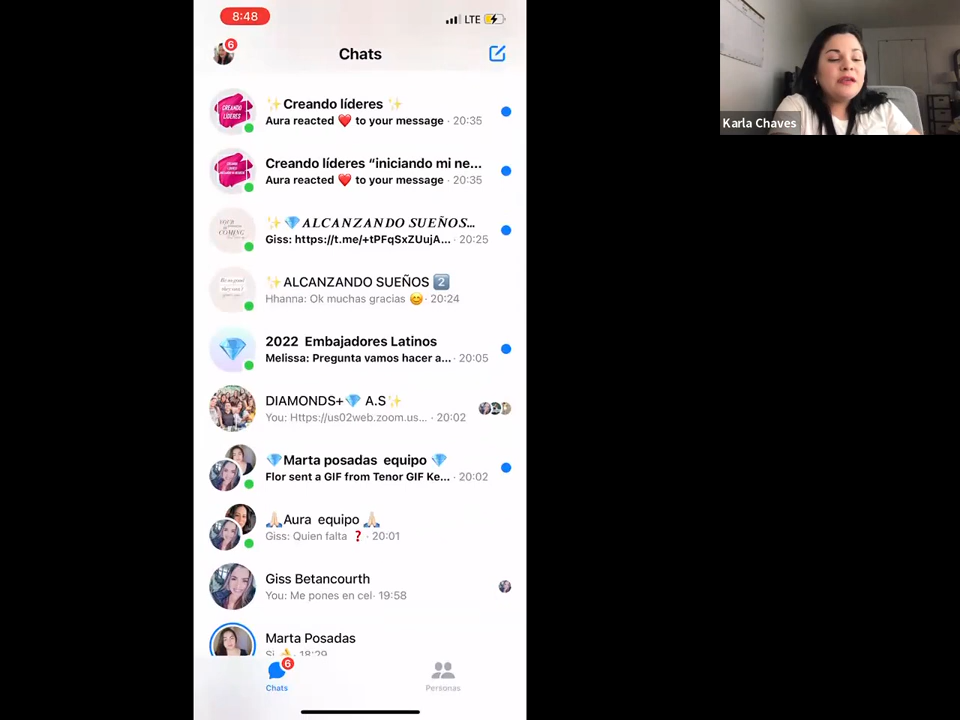 8:48
LTE
6
Chats
CREANDO
LÍDERES
✨Creando líderes ✨
Aura reacted ❤️ to your message · 20:35
Creando líderes “iniciando mi ne...
Aura reacted ❤️ to your message · 20:35
✨💎ALCANZANDO SUEÑOS...
Giss: https://t.me/+tPFqSxZUujA... · 20:25
✨ALCANZANDO SUEÑOS 2️⃣
Hhanna: Ok muchas gracias 😊 · 20:24
2022 Embajadores Latinos
Melissa: Pregunta vamos hacer a... · 20:05
DIAMONDS+💎 A.S✨
You: Https://us02web.zoom.us... · 20:02
💎Marta posadas equipo 💎
Flor sent a GIF from Tenor GIF Ke... · 20:02
🙏🏻Aura equipo 🙏🏻
Giss: Quien falta ❓ · 20:01
Giss Betancourth
You: Me pones en cel · 19:58
Marta Posadas
Si 👍 · 18:29
6
Chats
Personas
Karla Chaves